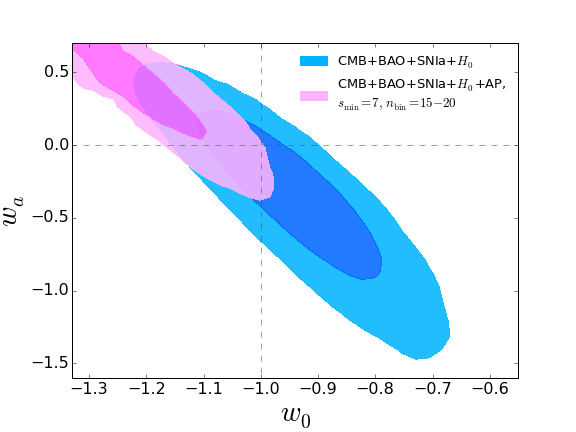 CMB+BAO+SNIa+H₀
CMB+BAO+SNIa+H₀+AP,
s_min=7, n_bin=15−20
0.5
0.0
−0.5
−1.0
−1.5
w_a
−1.3 −1.2 −1.1 −1.0 −0.9 −0.8 −0.7 −0.6
w₀